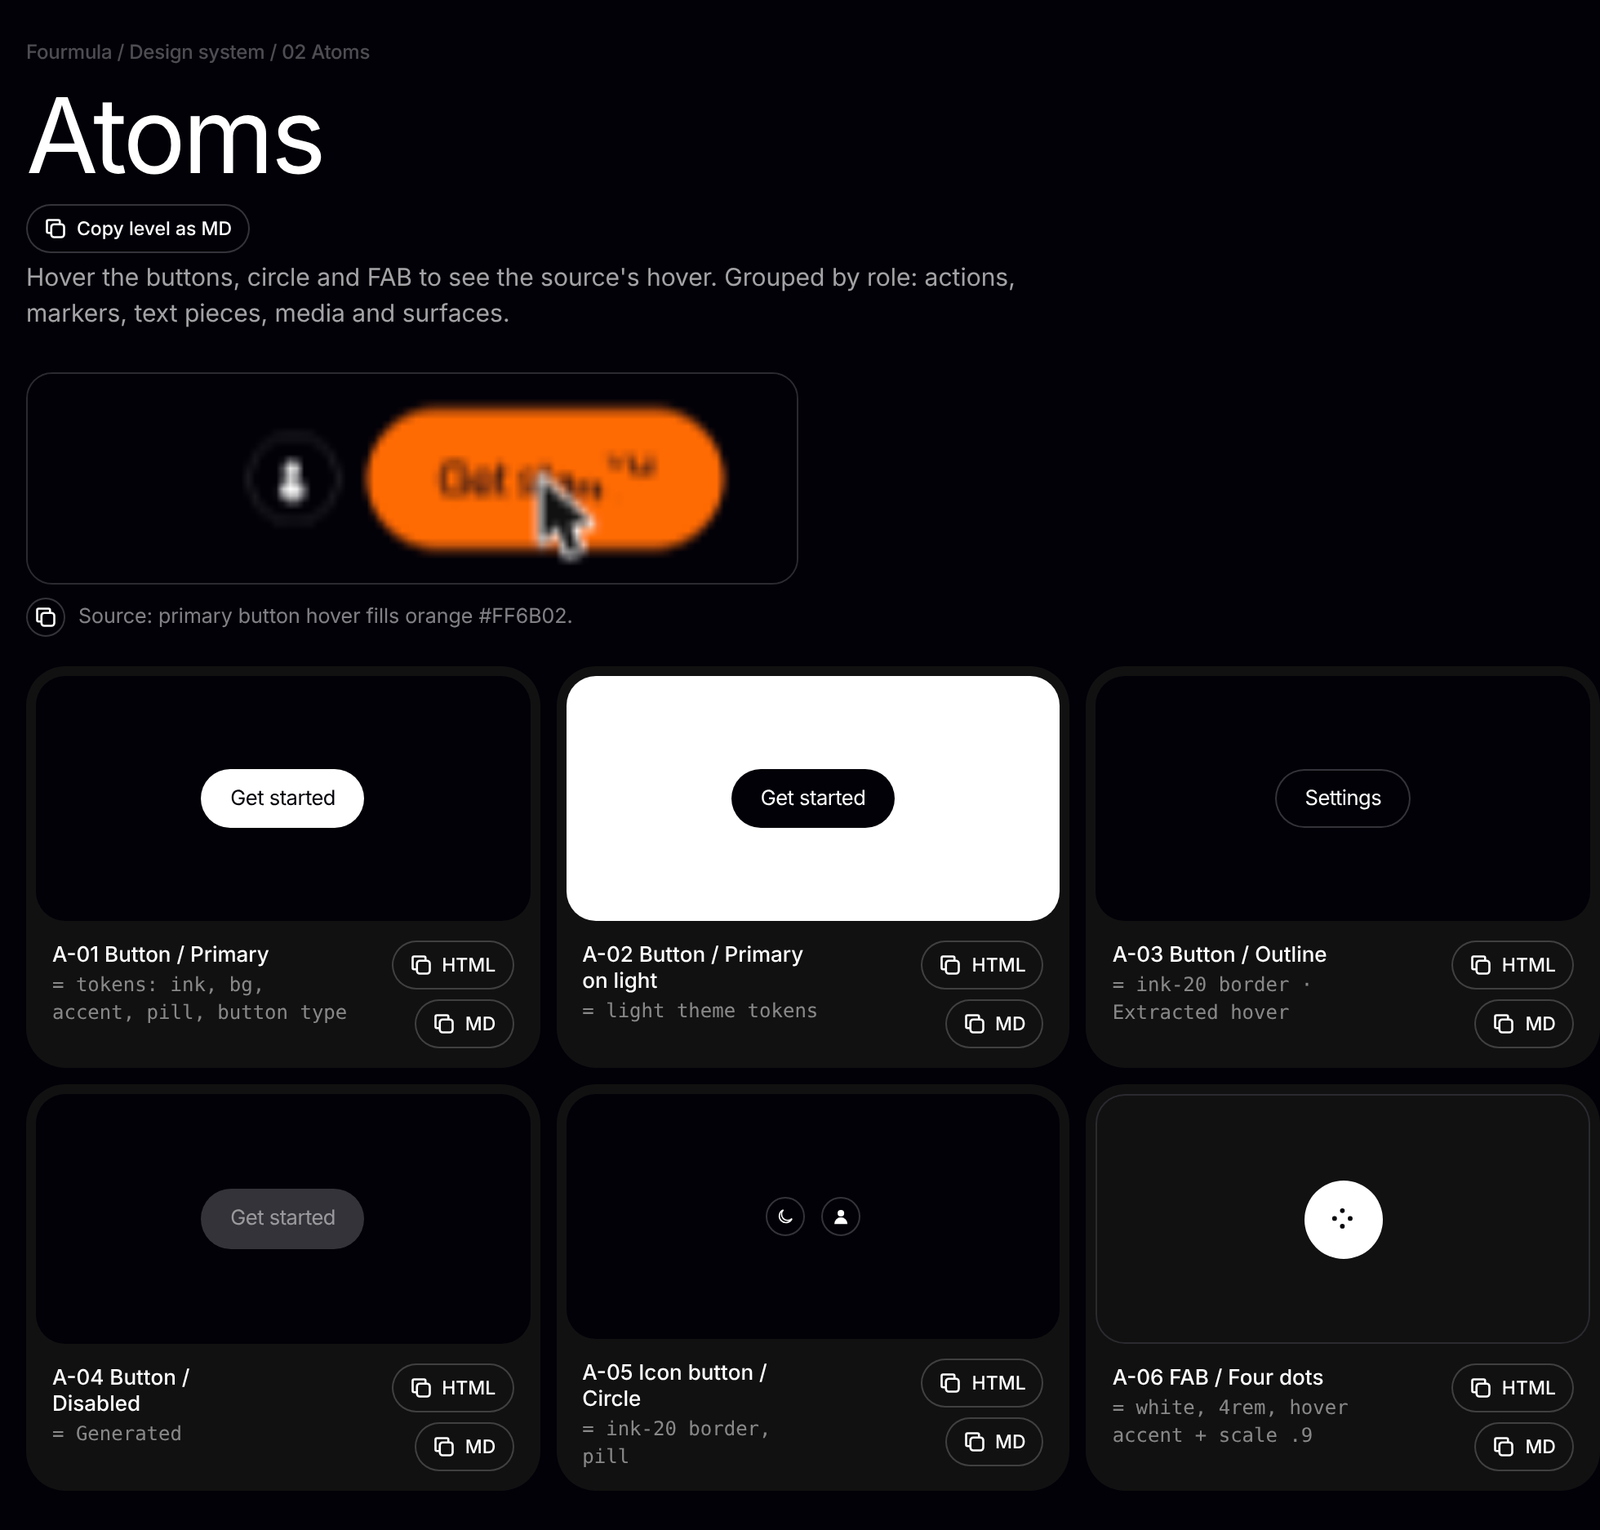 Fourmula / Design system / 02 Atoms
Atoms
Copy level as MD
Hover the buttons, circle and FAB to see the source's hover. Grouped by role: actions,
markers, text pieces, media and surfaces.
Get
Source: primary button hover fills orange #FF6B02.
Get started
Get started
Settings
A-01 Button / Primary
= tokens: ink, bg,
accent, pill, button type
HTML
MD
A-02 Button / Primary
on light
= light theme tokens
HTML
MD
A-03 Button / Outline
= ink-20 border ·
Extracted hover
HTML
MD
Get started
A-04 Button /
Disabled
= Generated
HTML
MD
A-05 Icon button /
Circle
= ink-20 border,
pill
HTML
MD
A-06 FAB / Four dots
= white, 4rem, hover
accent + scale .9
HTML
MD